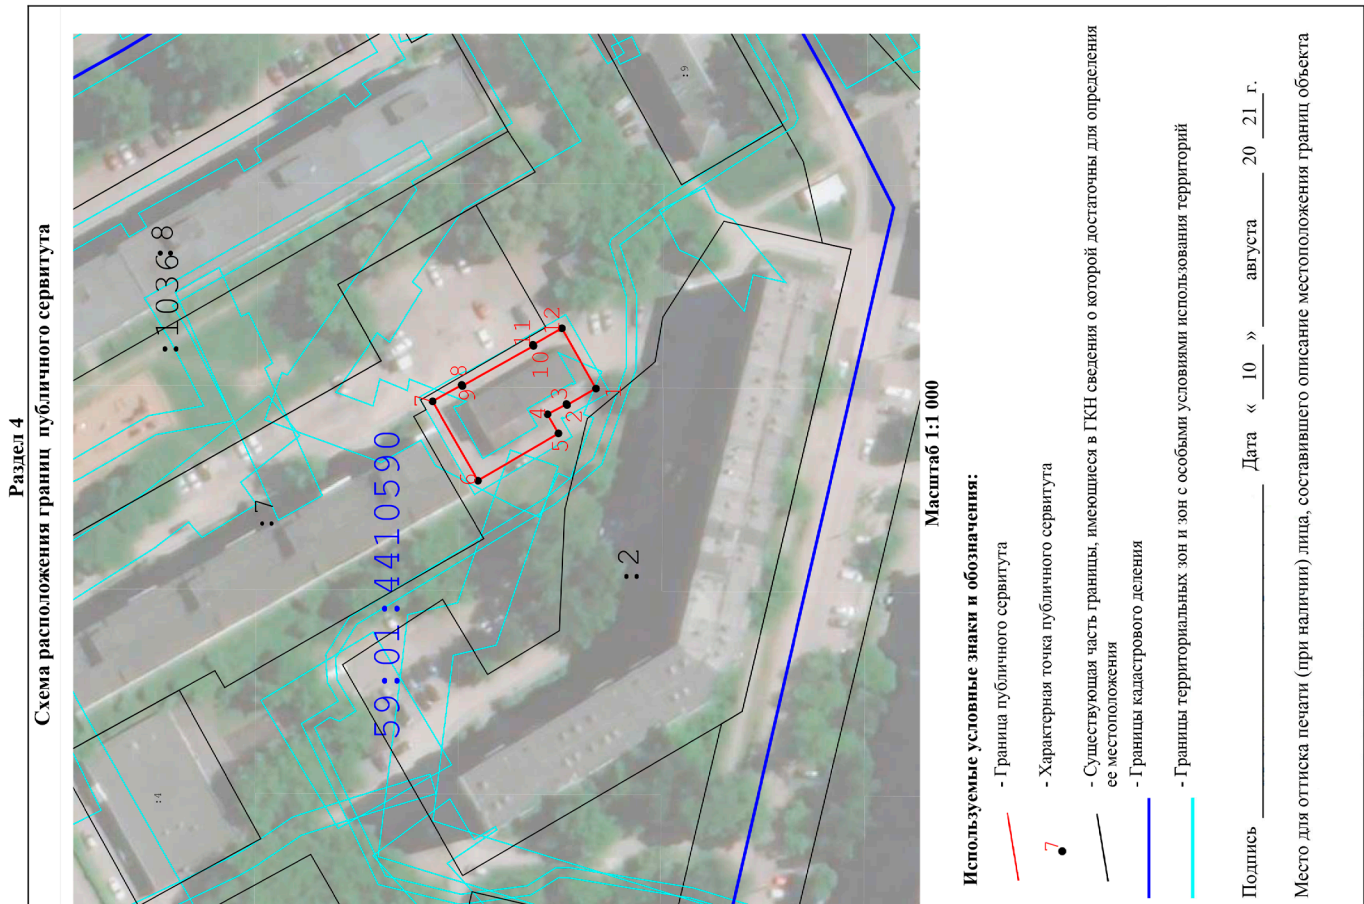 Раздел 4
Схема расположения границ публичного сервитута
:10368:8
:9
:7
59:01:4410590
:2
:4
7
8
9
11
10
12
4
3
2
1
5
6
Масштаб 1:1 000
Используемые условные знаки и обозначения:
- Граница публичного сервитута
7
- Характерная точка публичного сервитута
- Существующая часть границы, имеющиеся в ГКН сведения о которой достаточны для определения
ее местоположения
- Границы кадастрового деления
- Границы территориальных зон и зон с особыми условиями использования территорий
Подпись Дата « 10 » августа 20 21 г.
Место для оттиска печати (при наличии) лица, составившего описание местоположения границ объекта